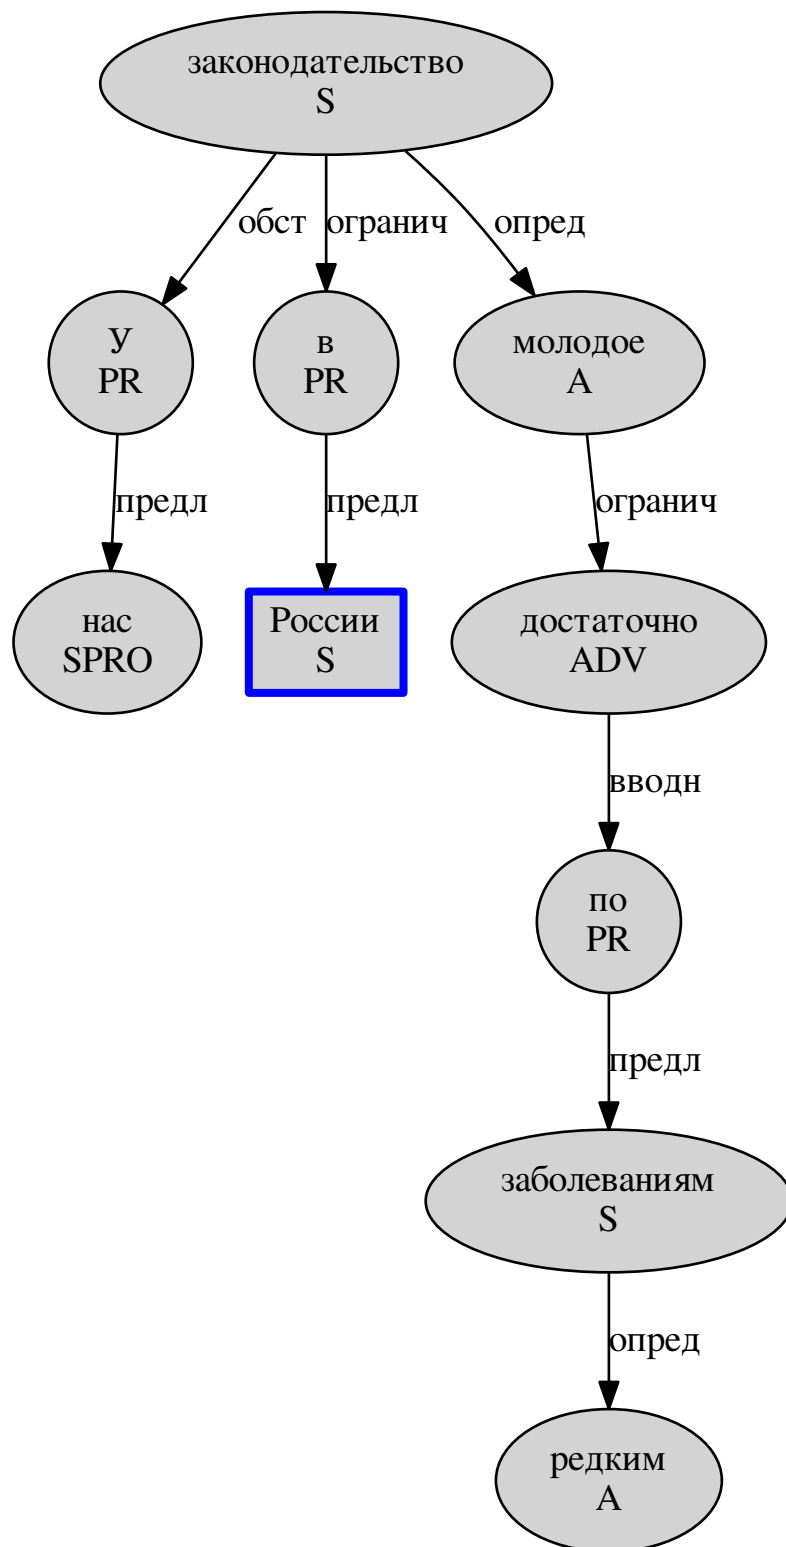 законодательство
S
обст
огранич
опред
У
PR
в
PR
молодое
A
предл
предл
огранич
нас
SPRO
России
S
достаточно
ADV
вводн
по
PR
предл
заболеваниям
S
опред
редким
A